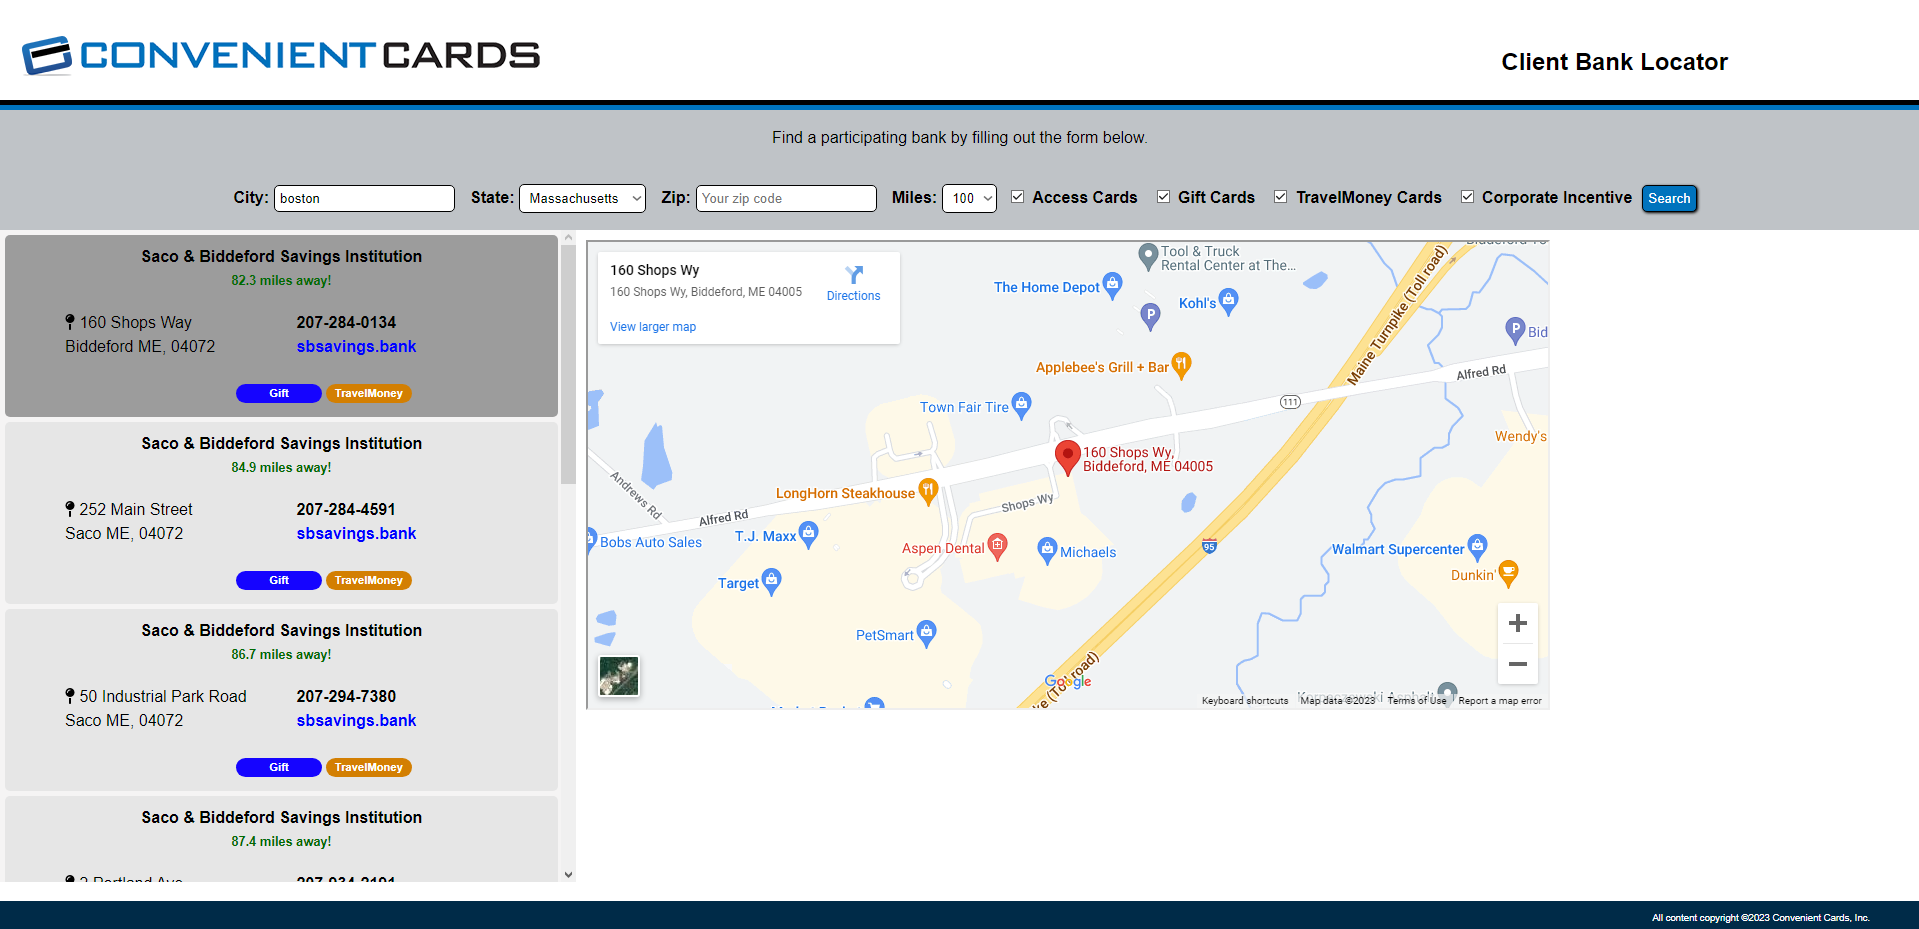 CONVENIENTCARDS
Client Bank Locator
Find a participating bank by filling out the form below.
City: boston State: Massachusetts Zip: Your zip code Miles: 100 Access Cards Gift Cards TravelMoney Cards Corporate Incentive Search
Saco & Biddeford Savings Institution
82.3 miles away!
160 Shops Way 207-284-0134
Biddeford ME, 04072 sbsavings.bank
Gift TravelMoney
Saco & Biddeford Savings Institution
84.9 miles away!
252 Main Street 207-284-4591
Saco ME, 04072 sbsavings.bank
Gift TravelMoney
Saco & Biddeford Savings Institution
86.7 miles away!
50 Industrial Park Road 207-294-7380
Saco ME, 04072 sbsavings.bank
Gift TravelMoney
Saco & Biddeford Savings Institution
87.4 miles away!
2 Portland Ave 207-934-2191
160 Shops Wy
160 Shops Wy, Biddeford, ME 04005
Directions
View larger map
Tool & Truck
Rental Center at The...
The Home Depot
Kohl's
P
P
Bid
Maine Turnpike (Toll road)
Applebee's Grill + Bar
Alfred Rd
111
Town Fair Tire
Wendy's
160 Shops Wy,
Biddeford, ME 04005
Andrews Rd
LongHorn Steakhouse
Shops Wy
Alfred Rd
Bobs Auto Sales
T.J. Maxx
Aspen Dental
Michaels
95
Walmart Supercenter
Target
Dunkin'
PetSmart
ke (Toll road)
Google
Keyboard shortcuts Map data ©2023 Terms of Use Report a map error
All content copyright ©2023 Convenient Cards, Inc.